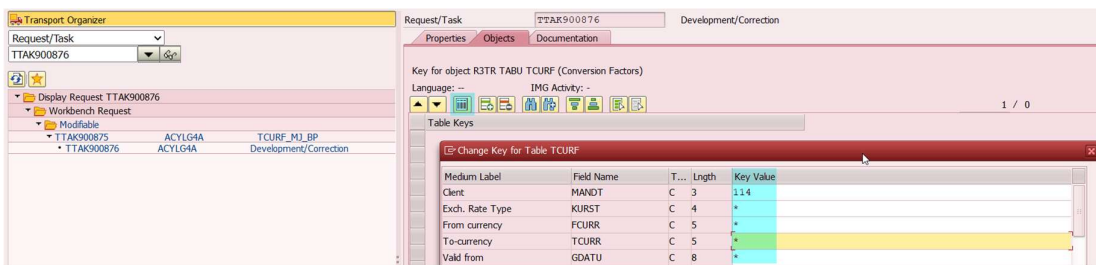 Transport Organizer
Request/Task
TTAK900876
Display Request TTAK900876
Workbench Request
Modifiable
TTAK900875 ACYLG4A TCURF_MJ_BP
TTAK900876 ACYLG4A Development/Correction
Request/Task TTAK900876 Development/Correction
Properties Objects Documentation
Key for object R3TR TABU TCURF (Conversion Factors)
Language: -- IMG Activity: -
1 / 0
Table Keys
Change Key for Table TCURF
Medium Label Field Name T... Lngth Key Value
Client MANDT C 3 114
Exch. Rate Type KURST C 4 *
From currency FCURR C 5 *
To-currency TCURR C 5 *
Valid from GDATU C 8 *